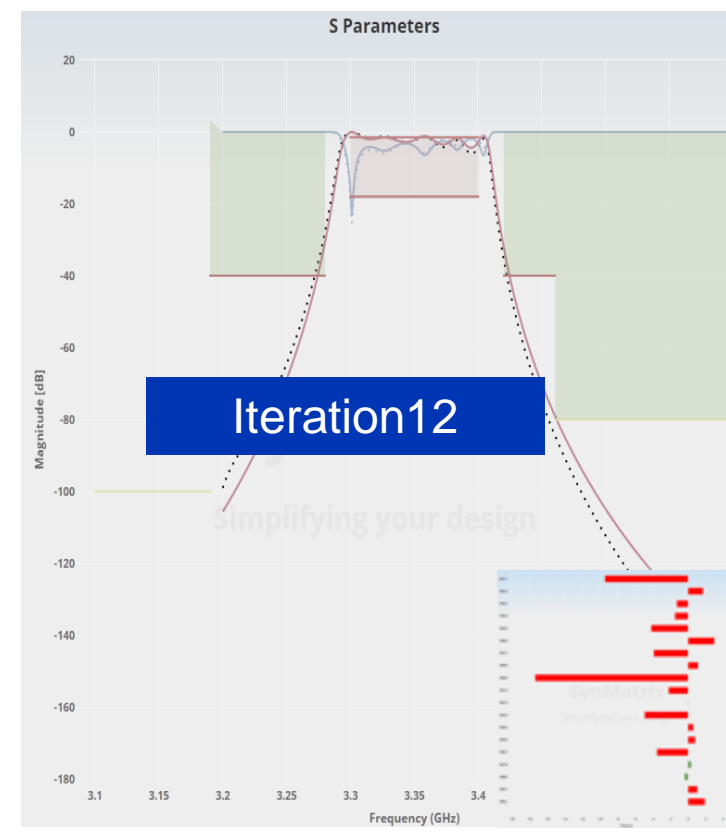 S Parameters
20
0
-20
-40
-60
-80
-100
-120
-140
-160
-180
Magnitude [dB]
Iteration12
Simplifying your design
SynMatrix
3.1 3.15 3.2 3.25 3.3 3.35 3.4
Frequency (GHz)